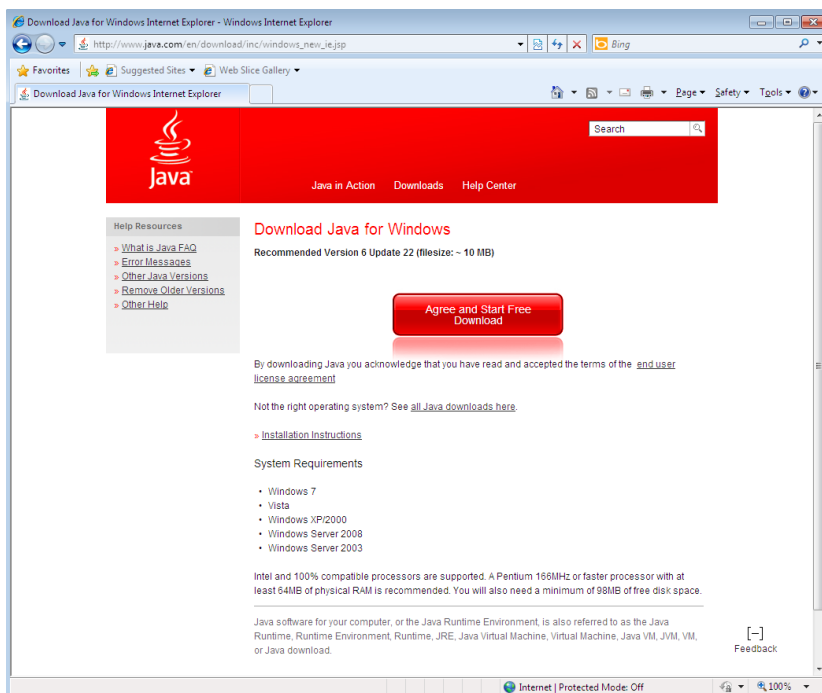 Download Java for Windows Internet Explorer - Windows Internet Explorer
http://www.java.com/en/download/inc/windows_new_ie.jsp
Bing
Favorites
Suggested Sites
Web Slice Gallery
Download Java for Windows Internet Explorer
Page
Safety
Tools
Java
Search
Java in Action
Downloads
Help Center
Help Resources
» What is Java FAQ
» Error Messages
» Other Java Versions
» Remove Older Versions
» Other Help
Download Java for Windows
Recommended Version 6 Update 22 (filesize: ~ 10 MB)
Agree and Start Free
Download
By downloading Java you acknowledge that you have read and accepted the terms of the end user
license agreement
Not the right operating system? See all Java downloads here.
» Installation Instructions
System Requirements
• Windows 7
• Vista
• Windows XP/2000
• Windows Server 2008
• Windows Server 2003
Intel and 100% compatible processors are supported. A Pentium 166MHz or faster processor with at
least 64MB of physical RAM is recommended. You will also need a minimum of 98MB of free disk space.
Java software for your computer, or the Java Runtime Environment, is also referred to as the Java
Runtime, Runtime Environment, Runtime, JRE, Java Virtual Machine, Virtual Machine, Java VM, JVM, VM,
or Java download.
[–]
Feedback
Internet | Protected Mode: Off
100%